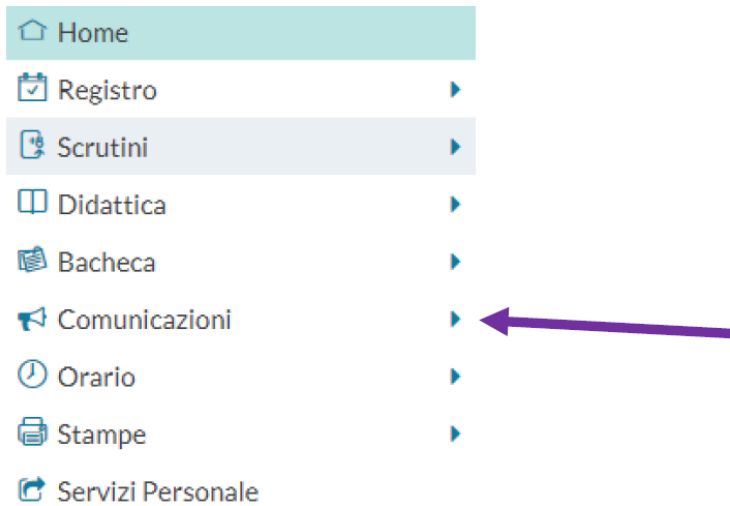 Home
Registro
Scrutini
Didattica
Bacheca
Comunicazioni
Orario
Stampe
Servizi Personale